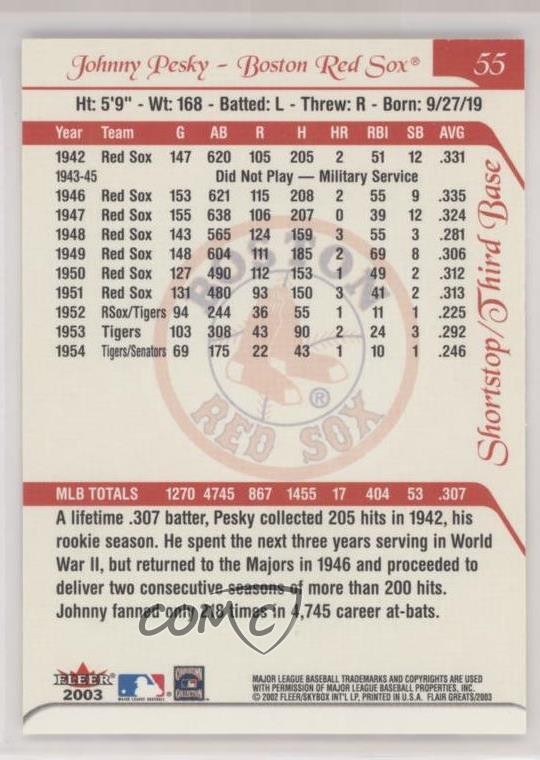 Johnny Pesky - Boston Red Sox® 55
Ht: 5'9" - Wt: 168 - Batted: L - Threw: R - Born: 9/27/19
Year Team G AB R H HR RBI SB AVG
1942 Red Sox 147 620 105 205 2 51 12 .331
1943-45 Did Not Play — Military Service
1946 Red Sox 153 621 115 208 2 55 9 .335
1947 Red Sox 155 638 106 207 0 39 12 .324
1948 Red Sox 143 565 124 159 3 55 3 .281
1949 Red Sox 148 604 111 185 2 69 8 .306
1950 Red Sox 127 490 112 153 1 49 2 .312
1951 Red Sox 131 480 93 150 3 41 2 .313
1952 RSox/Tigers 94 244 36 55 1 11 1 .225
1953 Tigers 103 308 43 90 2 24 3 .292
1954 Tigers/Senators 69 175 22 43 1 10 1 .246
Shortstop/Third Base
BOSTON
RED SOX
®
MLB TOTALS 1270 4745 867 1455 17 404 53 .307
A lifetime .307 batter, Pesky collected 205 hits in 1942, his
rookie season. He spent the next three years serving in World
War II, but returned to the Majors in 1946 and proceeded to
deliver two consecutive seasons of more than 200 hits.
Johnny fanned only 218 times in 4,745 career at-bats.
COMC
FLEER
2003
MAJOR LEAGUE BASEBALL TRADEMARKS AND COPYRIGHTS ARE USED
WITH PERMISSION OF MAJOR LEAGUE BASEBALL PROPERTIES, INC.
© 2002 FLEER/SKYBOX INT'L LP, PRINTED IN U.S.A. FLAIR GREATS/2003